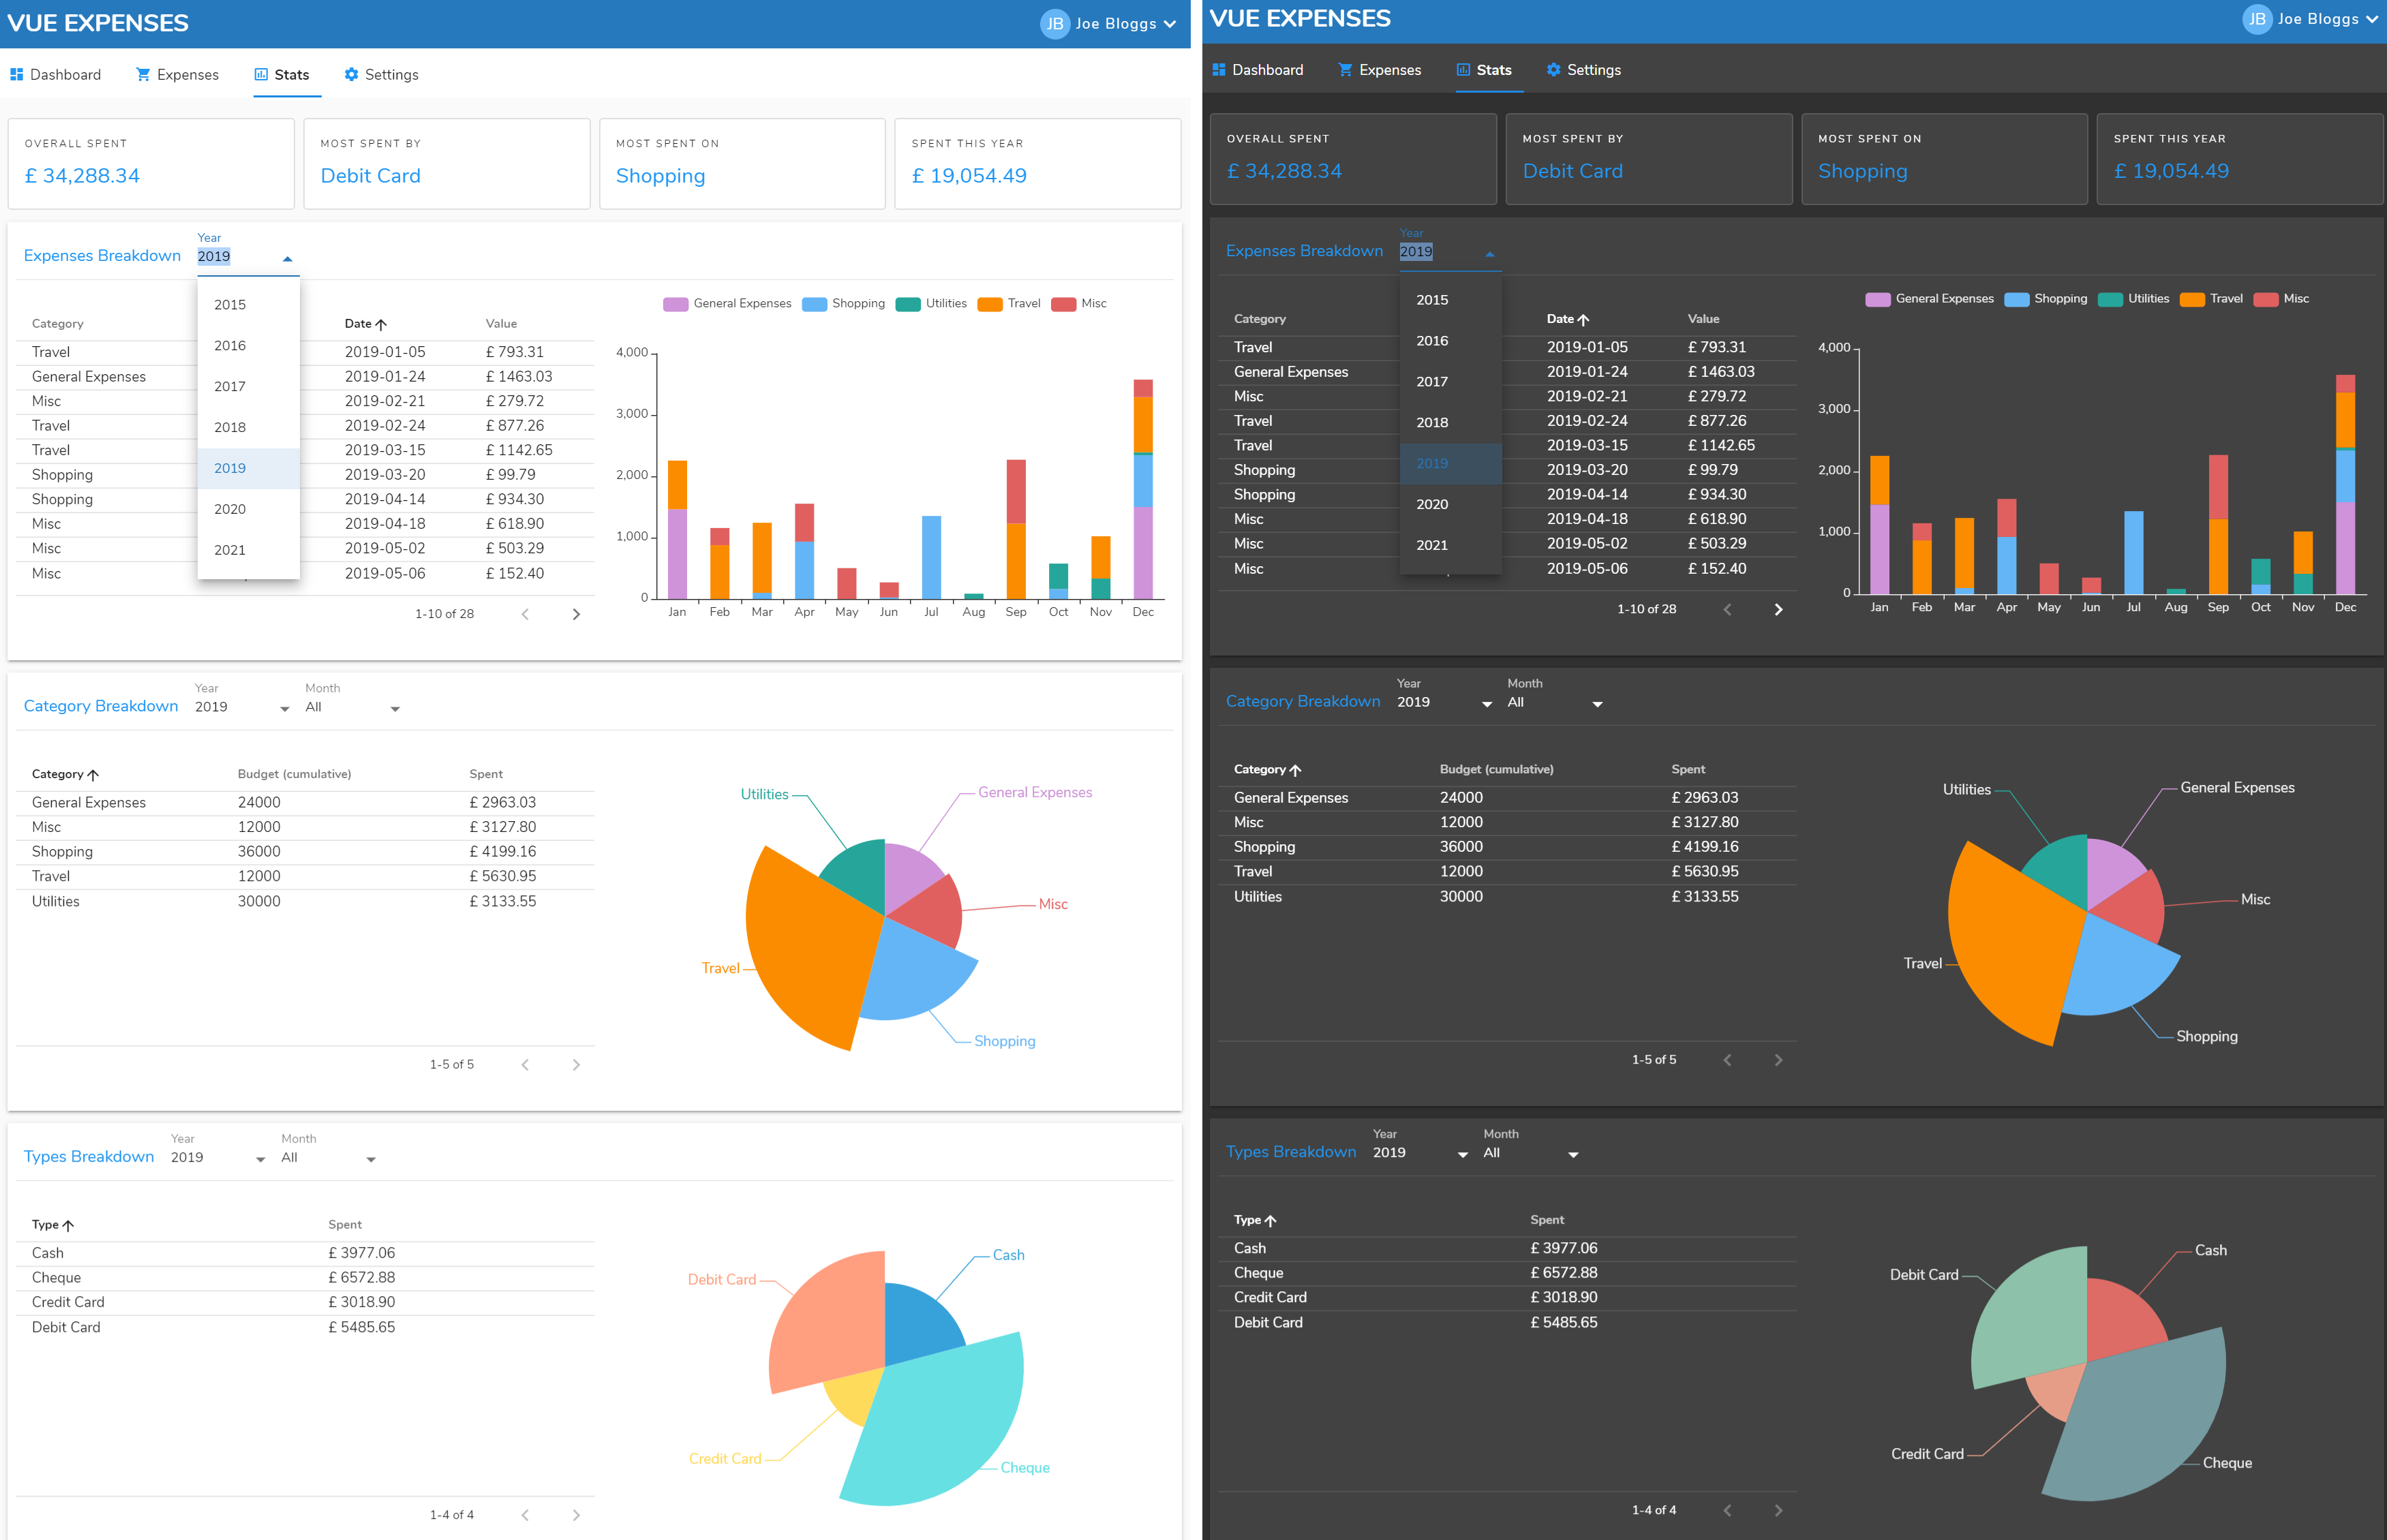 VUE EXPENSES
JB Joe Bloggs
Dashboard Expenses Stats Settings
OVERALL SPENT
£ 34,288.34
MOST SPENT BY
Debit Card
MOST SPENT ON
Shopping
SPENT THIS YEAR
£ 19,054.49
Expenses Breakdown
Year
2019
2015
2016
2017
2018
2019
2020
2021
Category Date Value
Travel 2019-01-05 £ 793.31
General Expenses 2019-01-24 £ 1463.03
Misc 2019-02-21 £ 279.72
Travel 2019-02-24 £ 877.26
Travel 2019-03-15 £ 1142.65
Shopping 2019-03-20 £ 99.79
Shopping 2019-04-14 £ 934.30
Misc 2019-04-18 £ 618.90
Misc 2019-05-02 £ 503.29
Misc 2019-05-06 £ 152.40
1-10 of 28
General Expenses Shopping Utilities Travel Misc
4,000
3,000
2,000
1,000
0
Jan Feb Mar Apr May Jun Jul Aug Sep Oct Nov Dec
Category Breakdown
Year
2019
Month
All
Category Budget (cumulative) Spent
General Expenses 24000 £ 2963.03
Misc 12000 £ 3127.80
Shopping 36000 £ 4199.16
Travel 12000 £ 5630.95
Utilities 30000 £ 3133.55
1-5 of 5
Utilities
General Expenses
Misc
Travel
Shopping
Types Breakdown
Year
2019
Month
All
Type Spent
Cash £ 3977.06
Cheque £ 6572.88
Credit Card £ 3018.90
Debit Card £ 5485.65
1-4 of 4
Cash
Debit Card
Credit Card
Cheque
VUE EXPENSES
JB Joe Bloggs
Dashboard Expenses Stats Settings
OVERALL SPENT
£ 34,288.34
MOST SPENT BY
Debit Card
MOST SPENT ON
Shopping
SPENT THIS YEAR
£ 19,054.49
Expenses Breakdown
Year
2019
2015
2016
2017
2018
2019
2020
2021
Category Date Value
Travel 2019-01-05 £ 793.31
General Expenses 2019-01-24 £ 1463.03
Misc 2019-02-21 £ 279.72
Travel 2019-02-24 £ 877.26
Travel 2019-03-15 £ 1142.65
Shopping 2019-03-20 £ 99.79
Shopping 2019-04-14 £ 934.30
Misc 2019-04-18 £ 618.90
Misc 2019-05-02 £ 503.29
Misc 2019-05-06 £ 152.40
1-10 of 28
General Expenses Shopping Utilities Travel Misc
4,000
3,000
2,000
1,000
0
Jan Feb Mar Apr May Jun Jul Aug Sep Oct Nov Dec
Category Breakdown
Year
2019
Month
All
Category Budget (cumulative) Spent
General Expenses 24000 £ 2963.03
Misc 12000 £ 3127.80
Shopping 36000 £ 4199.16
Travel 12000 £ 5630.95
Utilities 30000 £ 3133.55
1-5 of 5
Utilities
General Expenses
Misc
Travel
Shopping
Types Breakdown
Year
2019
Month
All
Type Spent
Cash £ 3977.06
Cheque £ 6572.88
Credit Card £ 3018.90
Debit Card £ 5485.65
1-4 of 4
Cash
Debit Card
Credit Card
Cheque